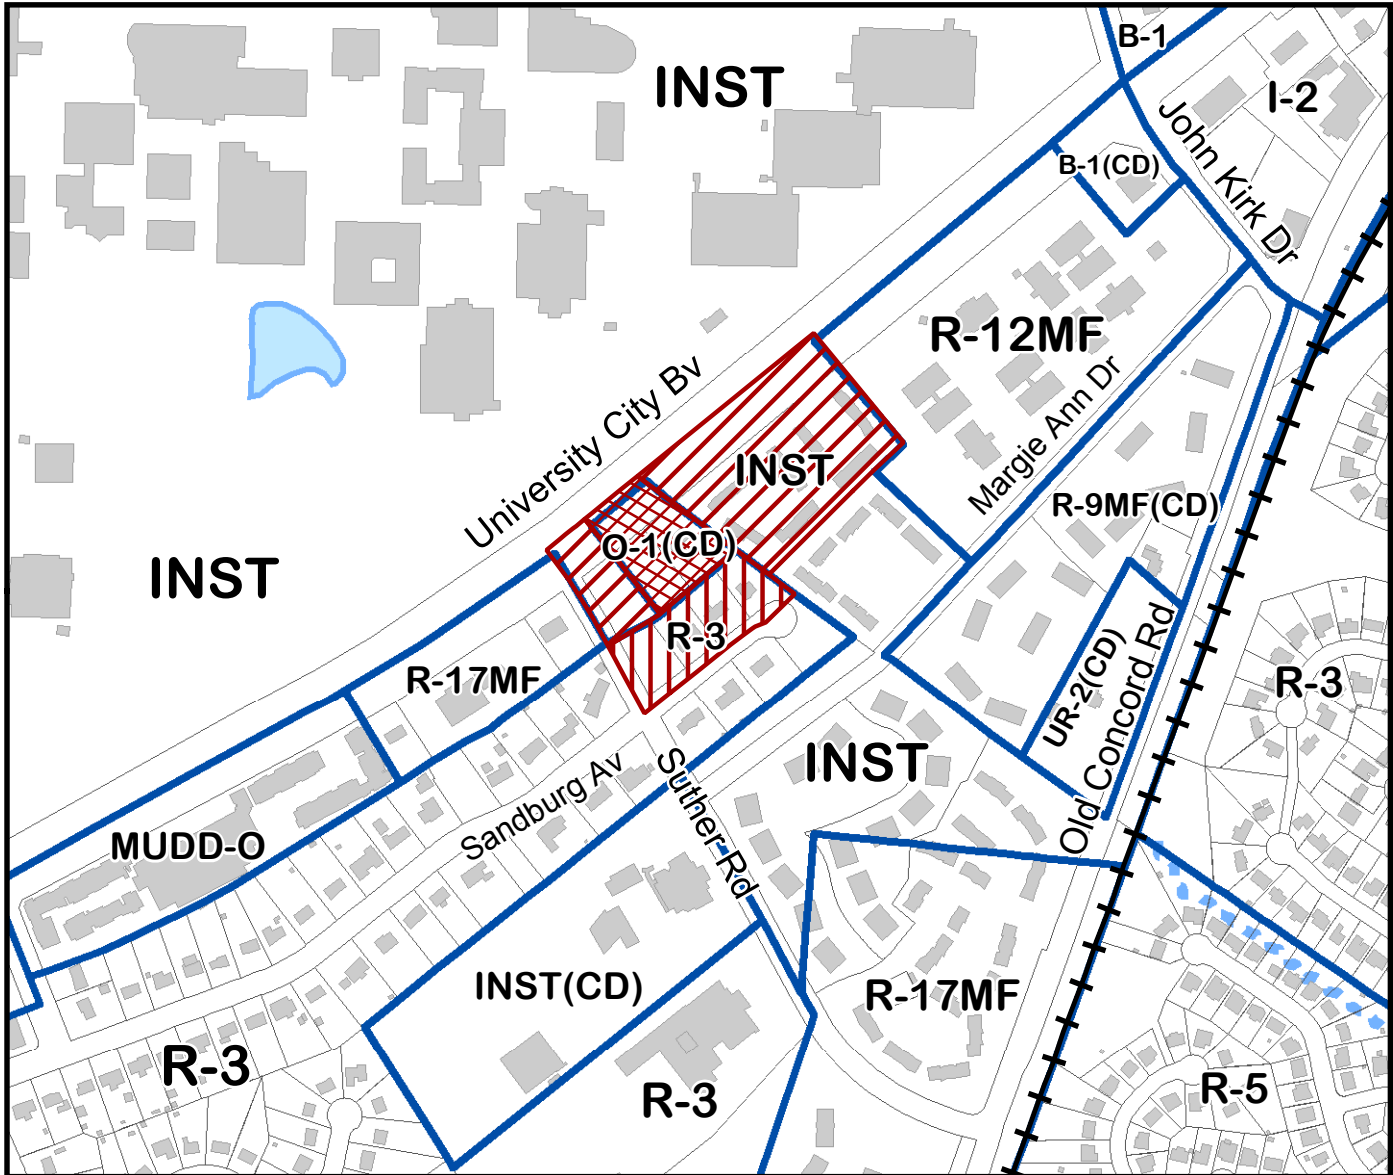 B-1
INST
I-2
John Kirk Dr
B-1(CD)
R-12MF
University City Bv
Margie Ann Dr
INST
R-9MF(CD)
O-1(CD)
INST
R-3
R-17MF
UR-2(CD)
R-3
Old Concord Rd
INST
Suther Rd
Sandburg Av
MUDD-O
INST(CD)
R-17MF
R-3
R-3
R-5